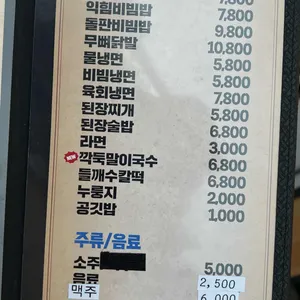 익힘비빔밥 7,800
돌판비빔밥 9,800
무뼈닭발 10,800
물냉면 5,800
비빔냉면 5,800
육회냉면 7,800
된장찌개 5,800
된장술밥 6,800
라면 3,000
NEW 깍둑말이국수 6,800
들깨수칼떡 6,800
누룽지 2,000
공깃밥 1,000
주류/음료
소주 5,000
음료 2,500
맥주 6,000